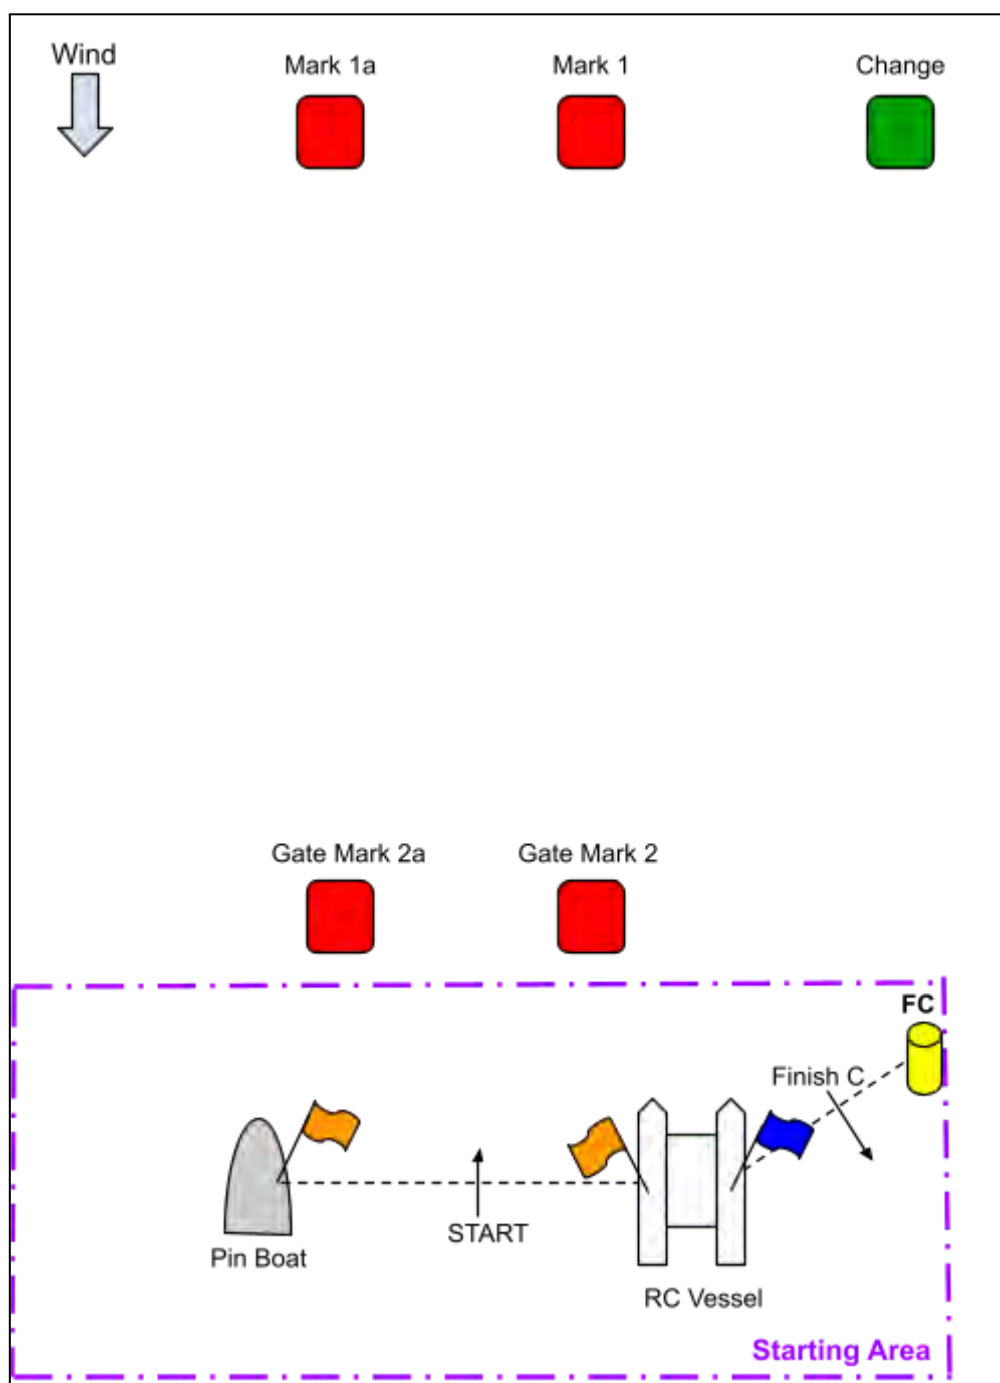 Wind
Mark 1a
Mark 1
Change
Gate Mark 2a
Gate Mark 2
FC
Finish C
START
Pin Boat
RC Vessel
Starting Area